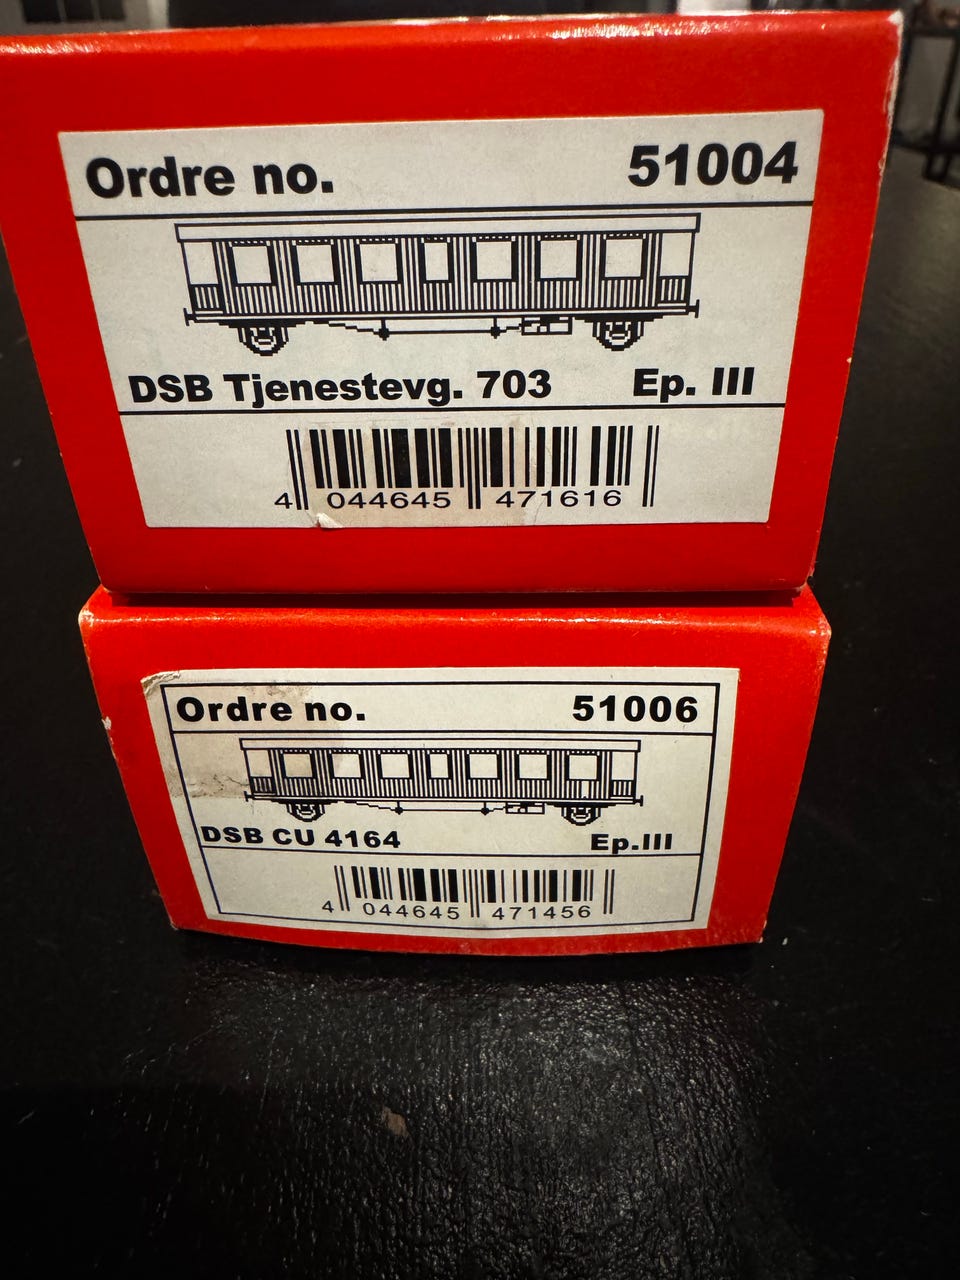 Ordre no. 51004
DSB Tjenestevg. 703 Ep. III
4 044645 471616
Ordre no. 51006
DSB CU 4164 Ep.III
4 044645 471456